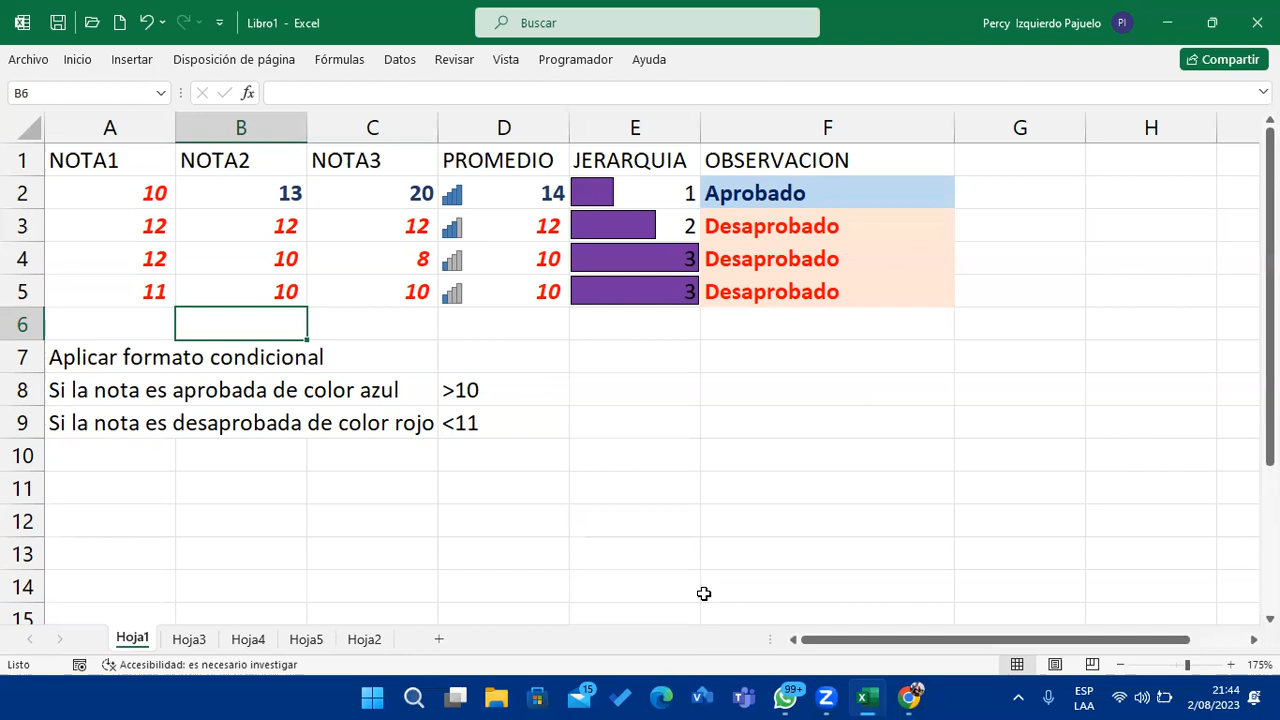 Libro1 - Excel
Buscar
Percy Izquierdo Pajuelo
PI
Archivo Inicio Insertar Disposición de página Fórmulas Datos Revisar Vista Programador Ayuda
Compartir
B6
fx
A B C D E F G H
1 NOTA1 NOTA2 NOTA3 PROMEDIO JERARQUIA OBSERVACION
2 10 13 20 14 1 Aprobado
3 12 12 12 12 2 Desaprobado
4 12 10 8 10 3 Desaprobado
5 11 10 10 10 3 Desaprobado
6
7 Aplicar formato condicional
8 Si la nota es aprobada de color azul >10
9 Si la nota es desaprobada de color rojo <11
10
11
12
13
14
15
Hoja1 Hoja3 Hoja4 Hoja5 Hoja2
Listo
Accesibilidad: es necesario investigar
175%
15
99+
ESP
LAA
21:44
2/08/2023